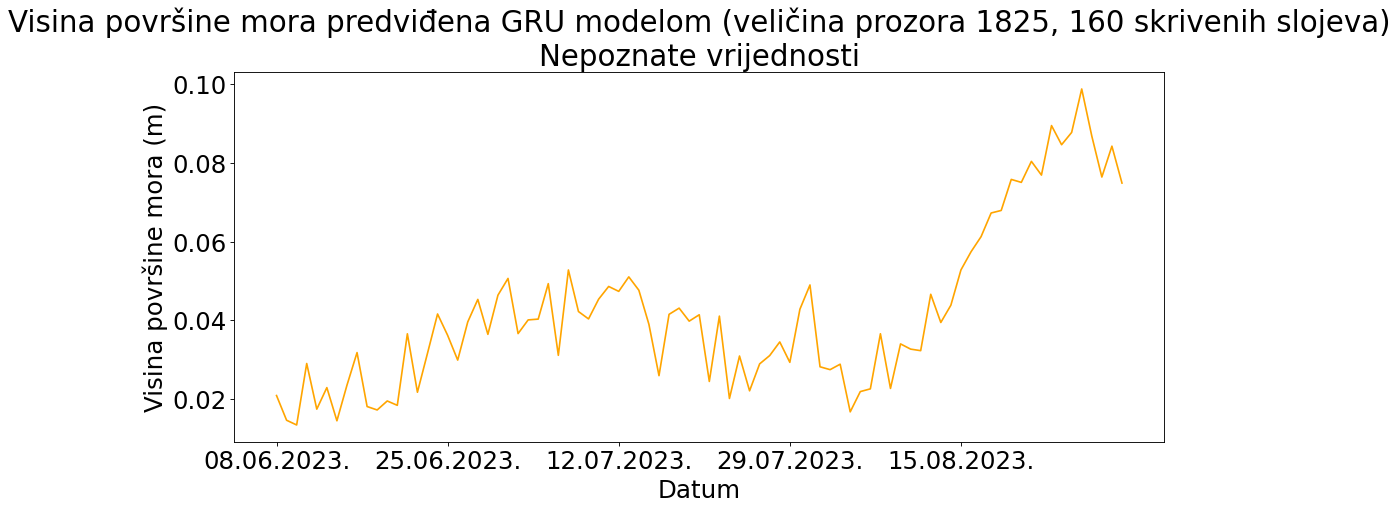 Visina površine mora predviđena GRU modelom (veličina prozora 1825, 160 skrivenih slojeva)
Nepoznate vrijednosti
Visina površine mora (m)
0.10
0.08
0.06
0.04
0.02
08.06.2023. 25.06.2023. 12.07.2023. 29.07.2023. 15.08.2023.
Datum